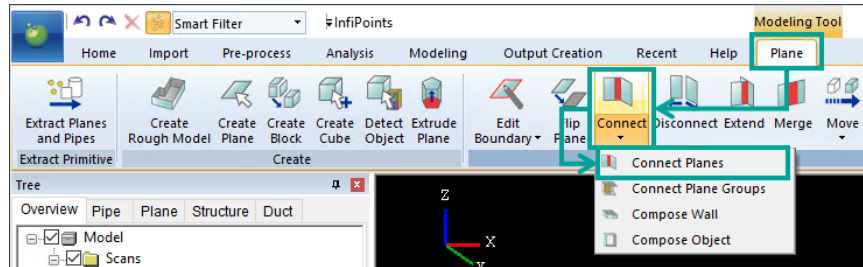 Smart Filter
InfiPoints
Modeling Tool
Home Import Pre-process Analysis Modeling Output Creation Recent Help Plane
Extract Planes and Pipes
Create Rough Model
Create Plane
Create Block
Create Cube
Detect Object
Extrude Plane
Edit Boundary
Flip Plane
Connect
Disconnect
Extend
Merge
Move
Extract Primitive
Create
Connect Planes
Connect Plane Groups
Compose Wall
Compose Object
Tree
Overview Pipe Plane Structure Duct
Model
Scans
Z
X
Y